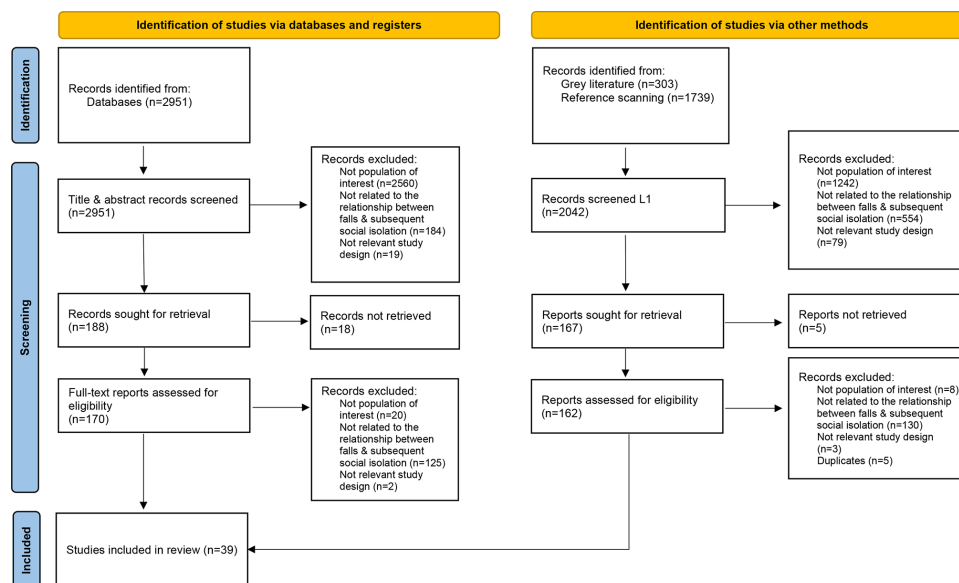 Identification of studies via databases and registers
Identification of studies via other methods
Identification
Records identified from:
Databases (n=2951)
Records identified from:
Grey literature (n=303)
Reference scanning (n=1739)
Screening
Title & abstract records screened
(n=2951)
Records excluded:
Not population of
interest (n=2560)
Not related to the
relationship between
falls & subsequent
social isolation (n=184)
Not relevant study
design (n=19)
Records screened L1
(n=2042)
Records excluded:
Not population of interest
(n=1242)
Not related to the relationship
between falls & subsequent
social isolation (n=554)
Not relevant study design
(n=79)
Records sought for retrieval
(n=188)
Records not retrieved
(n=18)
Reports sought for retrieval
(n=167)
Reports not retrieved
(n=5)
Full-text reports assessed for
eligibility
(n=170)
Records excluded:
Not population of
interest (n=20)
Not related to the
relationship between
falls & subsequent
social isolation (n=125)
Not relevant study
design (n=2)
Reports assessed for eligibility
(n=162)
Records excluded:
Not population of interest (n=8)
Not related to the relationship
between falls & subsequent
social isolation (n=130)
Not relevant study design
(n=3)
Duplicates (n=5)
Included
Studies included in review (n=39)